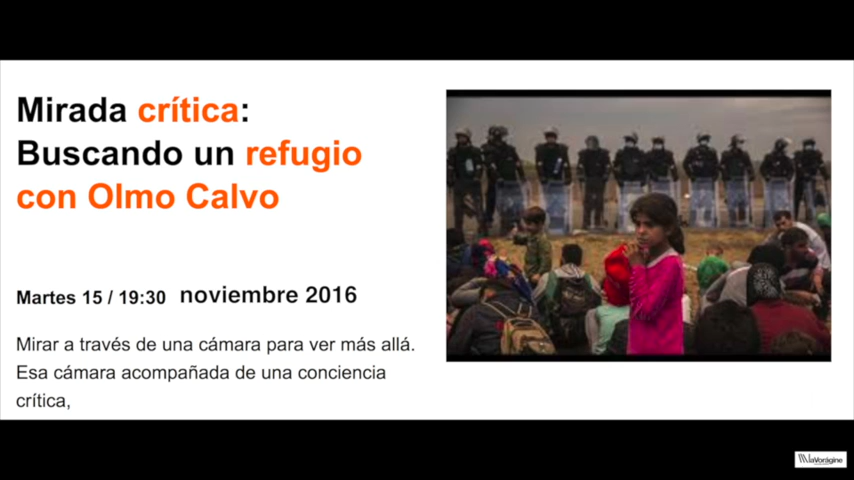 Mirada crítica:
Buscando un refugio
con Olmo Calvo
Martes 15 / 19:30 noviembre 2016
Mirar a través de una cámara para ver más allá.
Esa cámara acompañada de una conciencia
crítica,
laVorágine